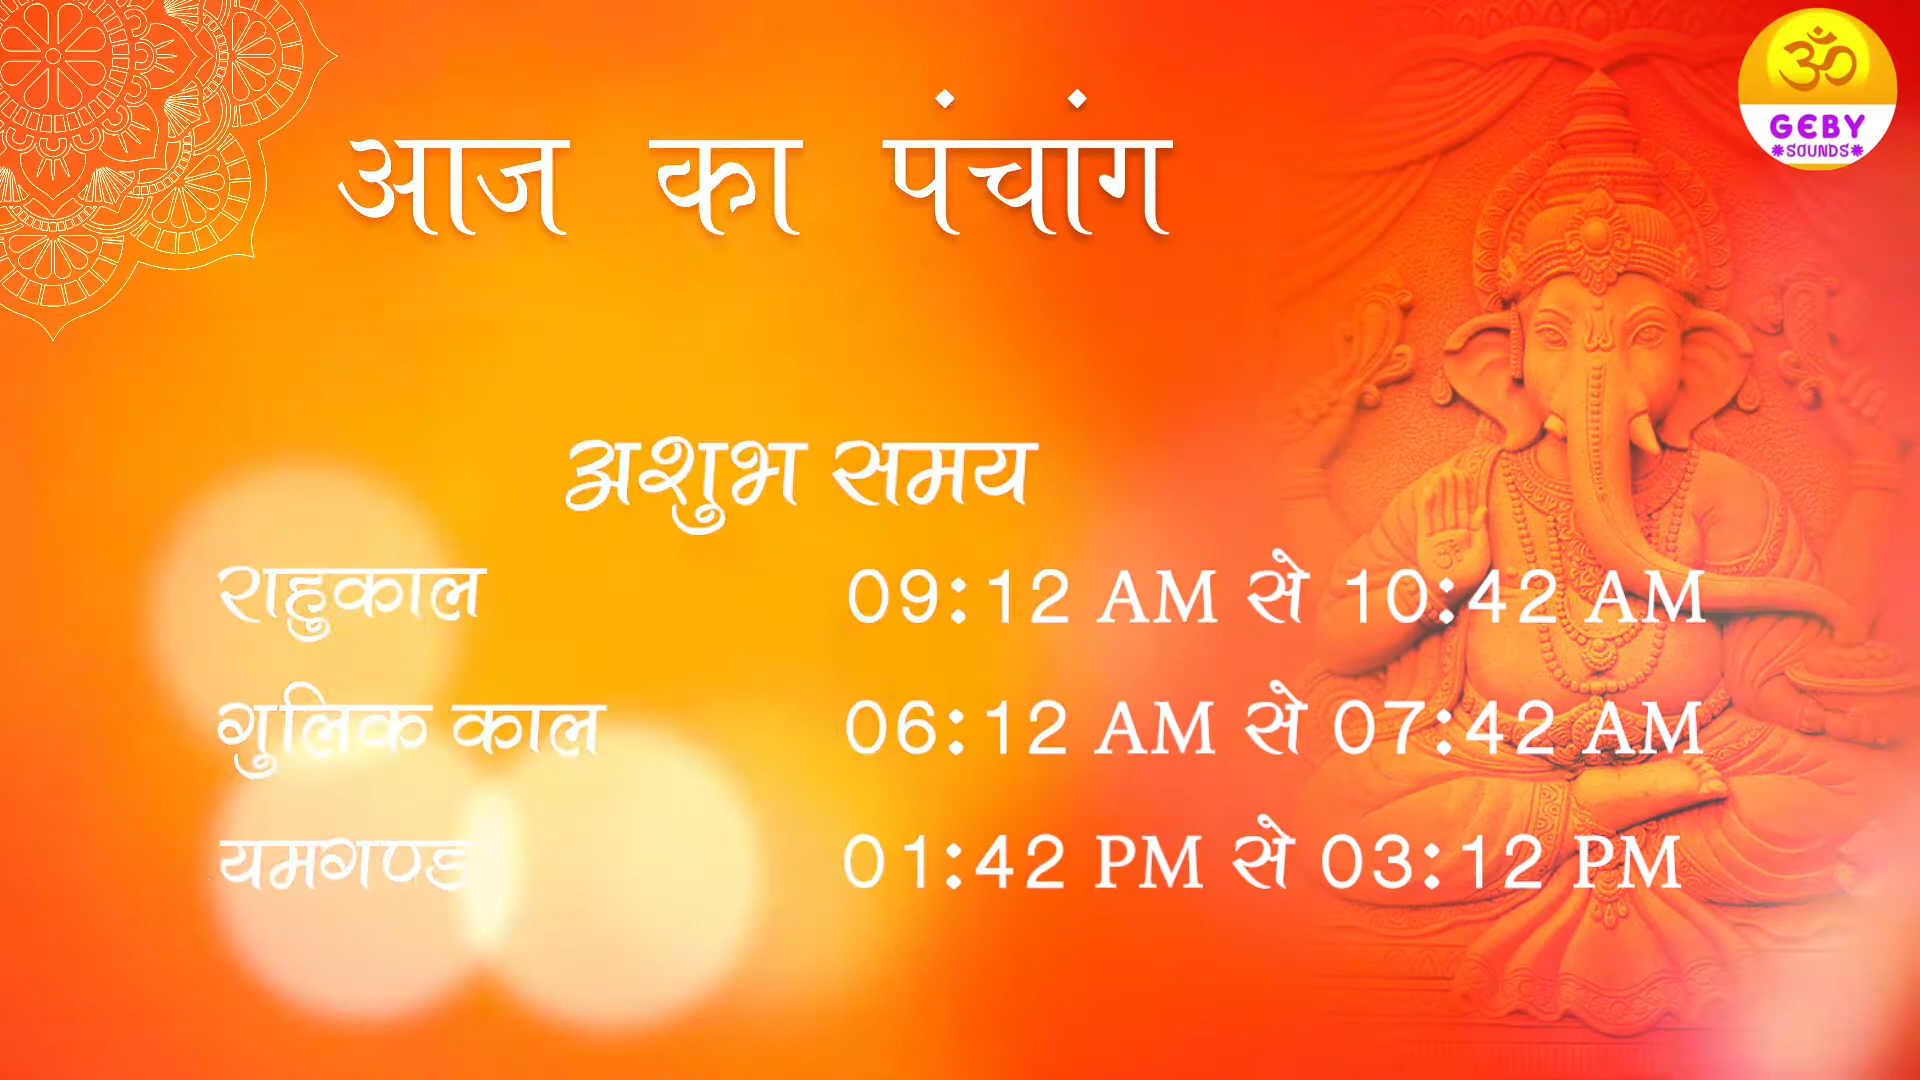 आज का पंचांग
ॐ
GEBY
SOUNDS
अशुभ समय
राहुकाल 09:12 AM से 10:42 AM
गुलिक काल 06:12 AM से 07:42 AM
यमगण्ड 01:42 PM से 03:12 PM